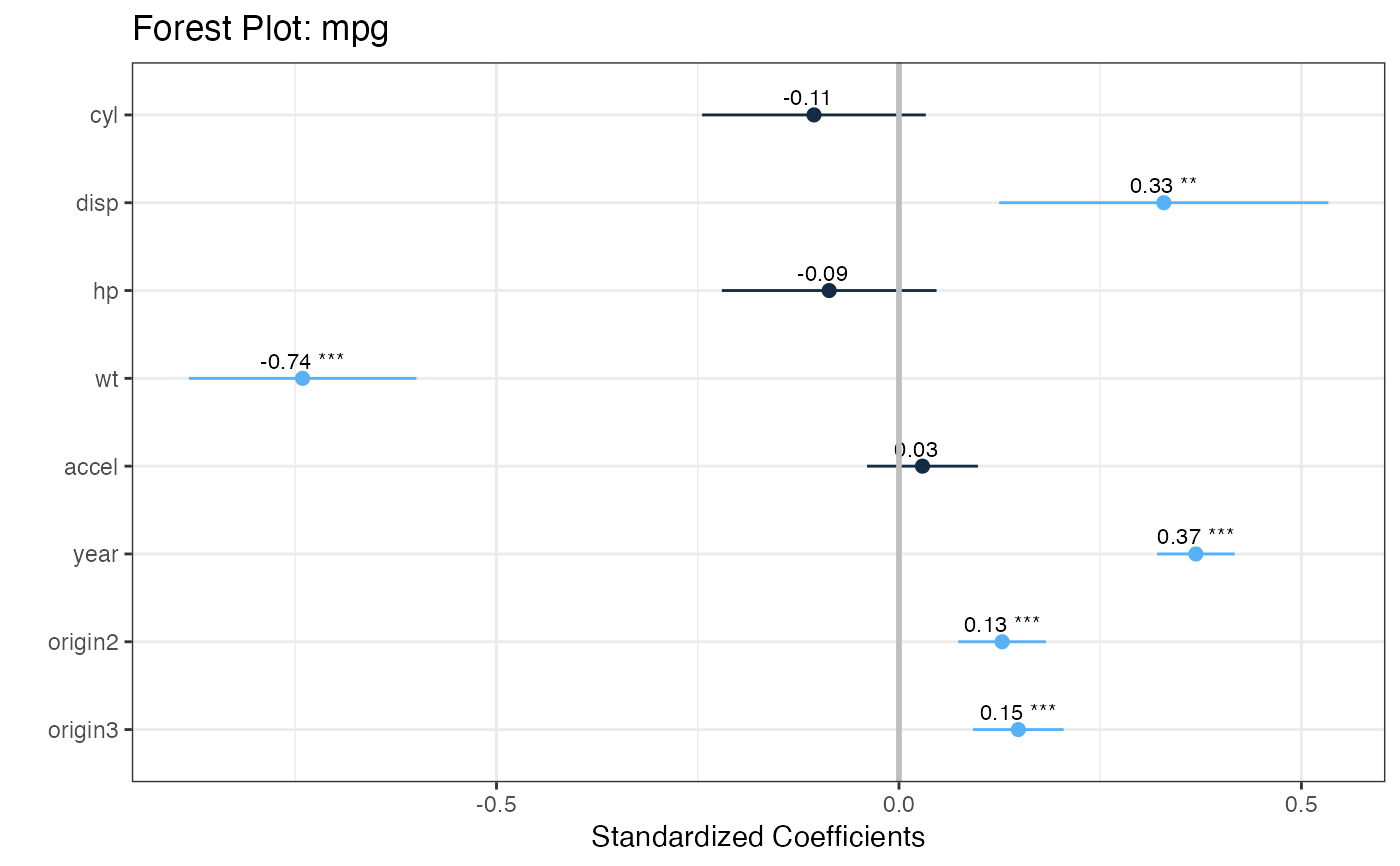 Forest Plot: mpg
cyl
-0.11
disp
0.33 **
hp
-0.09
wt
-0.74 ***
accel
0.03
year
0.37 ***
origin2
0.13 ***
origin3
0.15 ***
-0.5 0.0 0.5
Standardized Coefficients